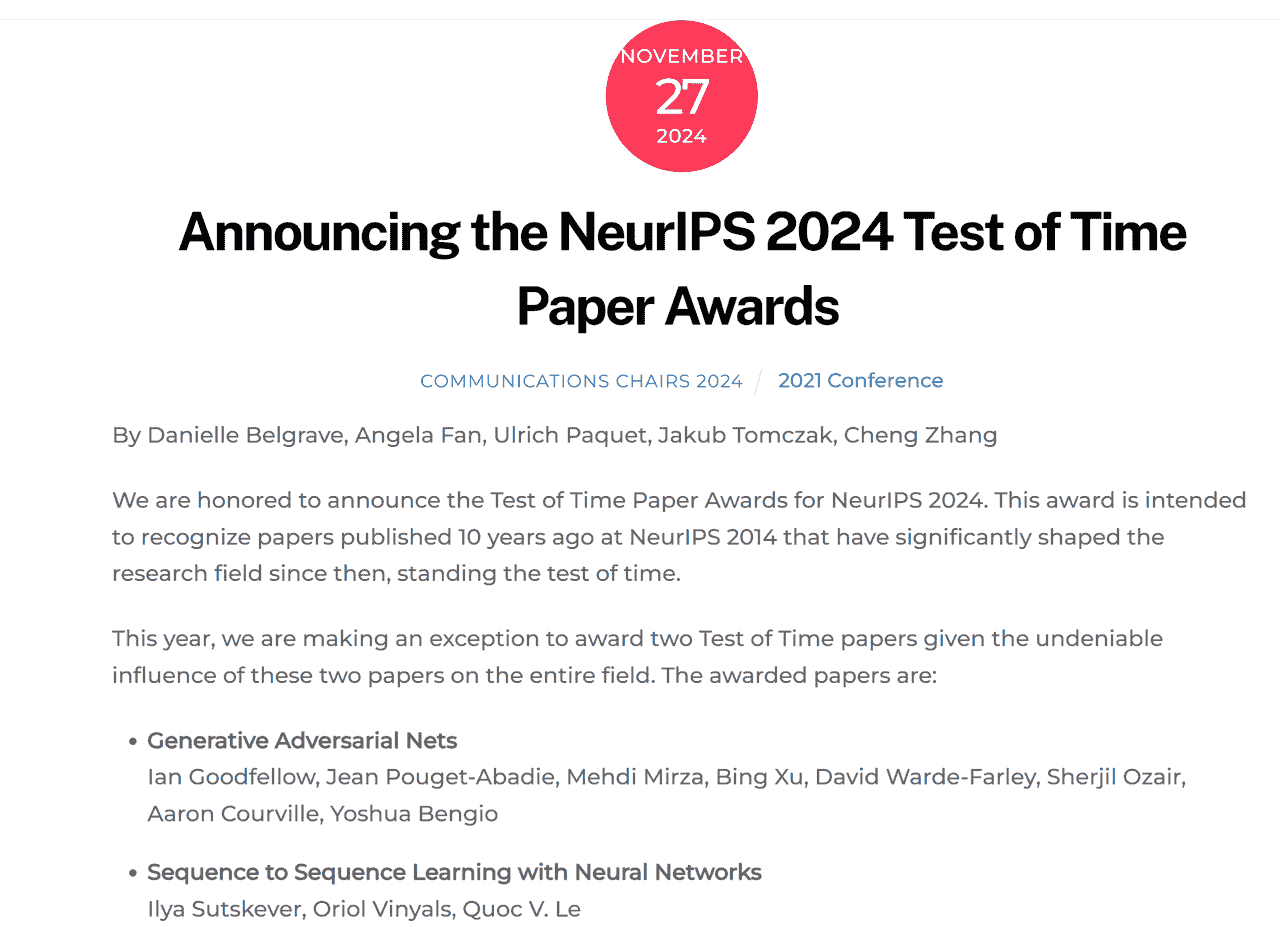 NOVEMBER
27
2024
Announcing the NeurIPS 2024 Test of Time
Paper Awards
COMMUNICATIONS CHAIRS 2024 / 2021 Conference
By Danielle Belgrave, Angela Fan, Ulrich Paquet, Jakub Tomczak, Cheng Zhang
We are honored to announce the Test of Time Paper Awards for NeurIPS 2024. This award is intended
to recognize papers published 10 years ago at NeurIPS 2014 that have significantly shaped the
research field since then, standing the test of time.
This year, we are making an exception to award two Test of Time papers given the undeniable
influence of these two papers on the entire field. The awarded papers are:
• Generative Adversarial Nets
Ian Goodfellow, Jean Pouget-Abadie, Mehdi Mirza, Bing Xu, David Warde-Farley, Sherjil Ozair,
Aaron Courville, Yoshua Bengio
• Sequence to Sequence Learning with Neural Networks
Ilya Sutskever, Oriol Vinyals, Quoc V. Le